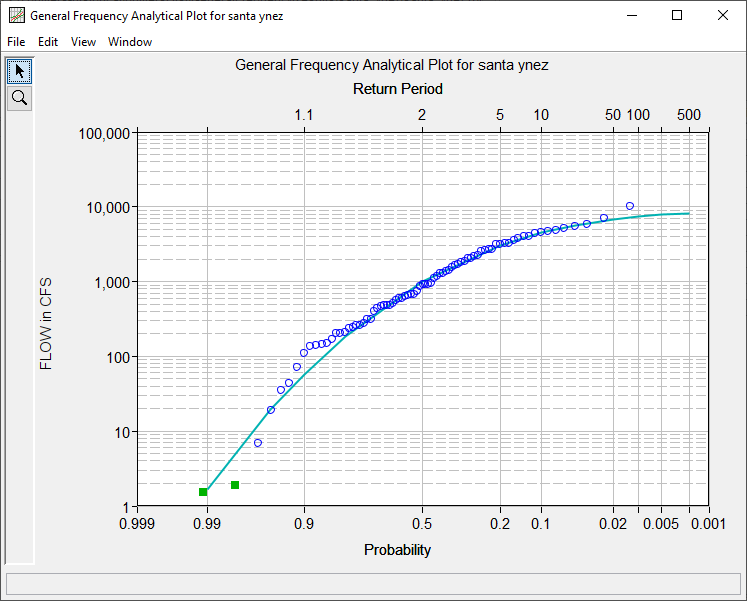 General Frequency Analytical Plot for santa ynez
File Edit View Window
General Frequency Analytical Plot for santa ynez
Return Period
1.1 2 5 10 50 100 500
100,000
10,000
1,000
100
10
1
FLOW in CFS
0.999 0.99 0.9 0.5 0.2 0.1 0.02 0.005 0.001
Probability